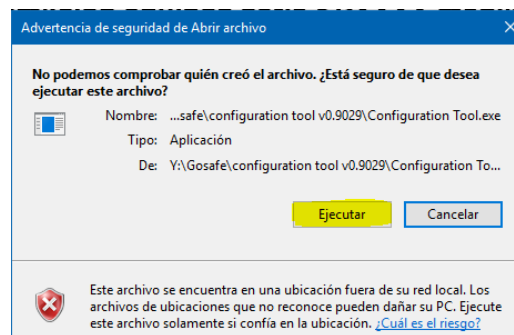 Advertencia de seguridad de Abrir archivo
No podemos comprobar quién creó el archivo. ¿Está seguro de que desea
ejecutar este archivo?
Nombre: ...safe\configuration tool v0.9029\Configuration Tool.exe
Tipo: Aplicación
De: Y:\Gosafe\configuration tool v0.9029\Configuration To...
Ejecutar Cancelar
Este archivo se encuentra en una ubicación fuera de su red local. Los
archivos de ubicaciones que no reconoce pueden dañar su PC. Ejecute
este archivo solamente si confía en la ubicación. ¿Cuál es el riesgo?